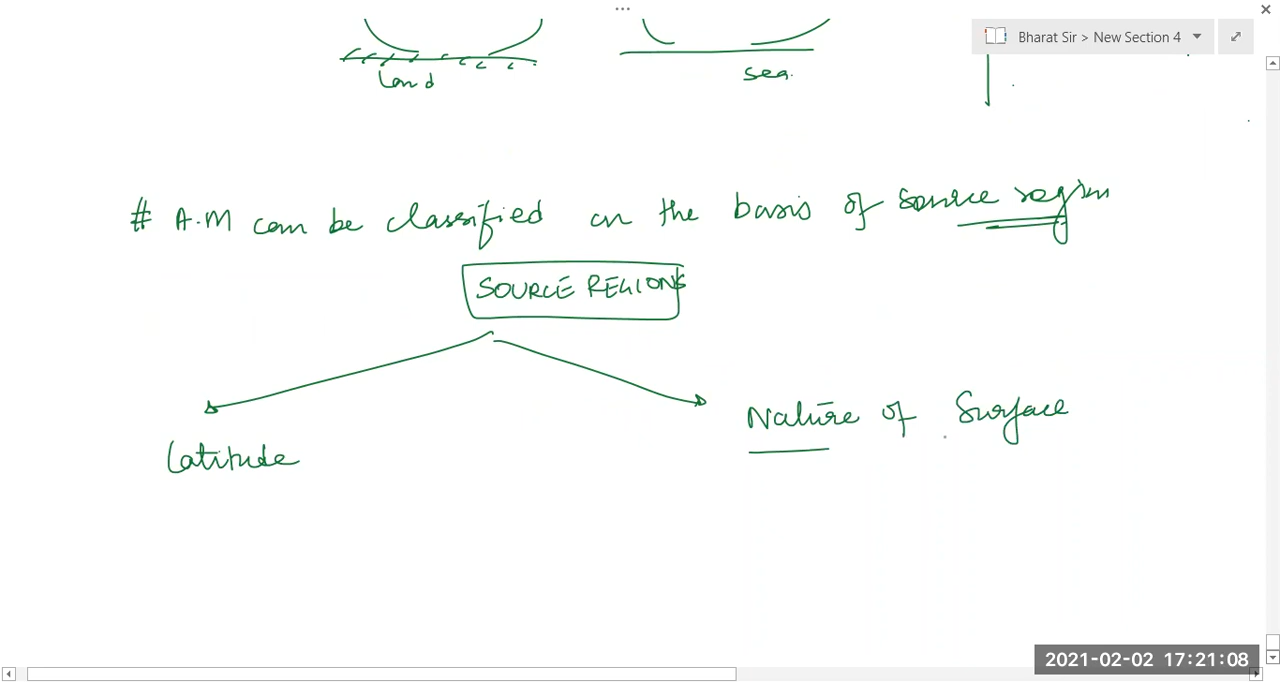 ...
Bharat Sir > New Section 4
Land
sea.
# A.M can be classified on the basis of source region
SOURCE REGIONS
Latitude
Nature of Surface
2021-02-02 17:21:08